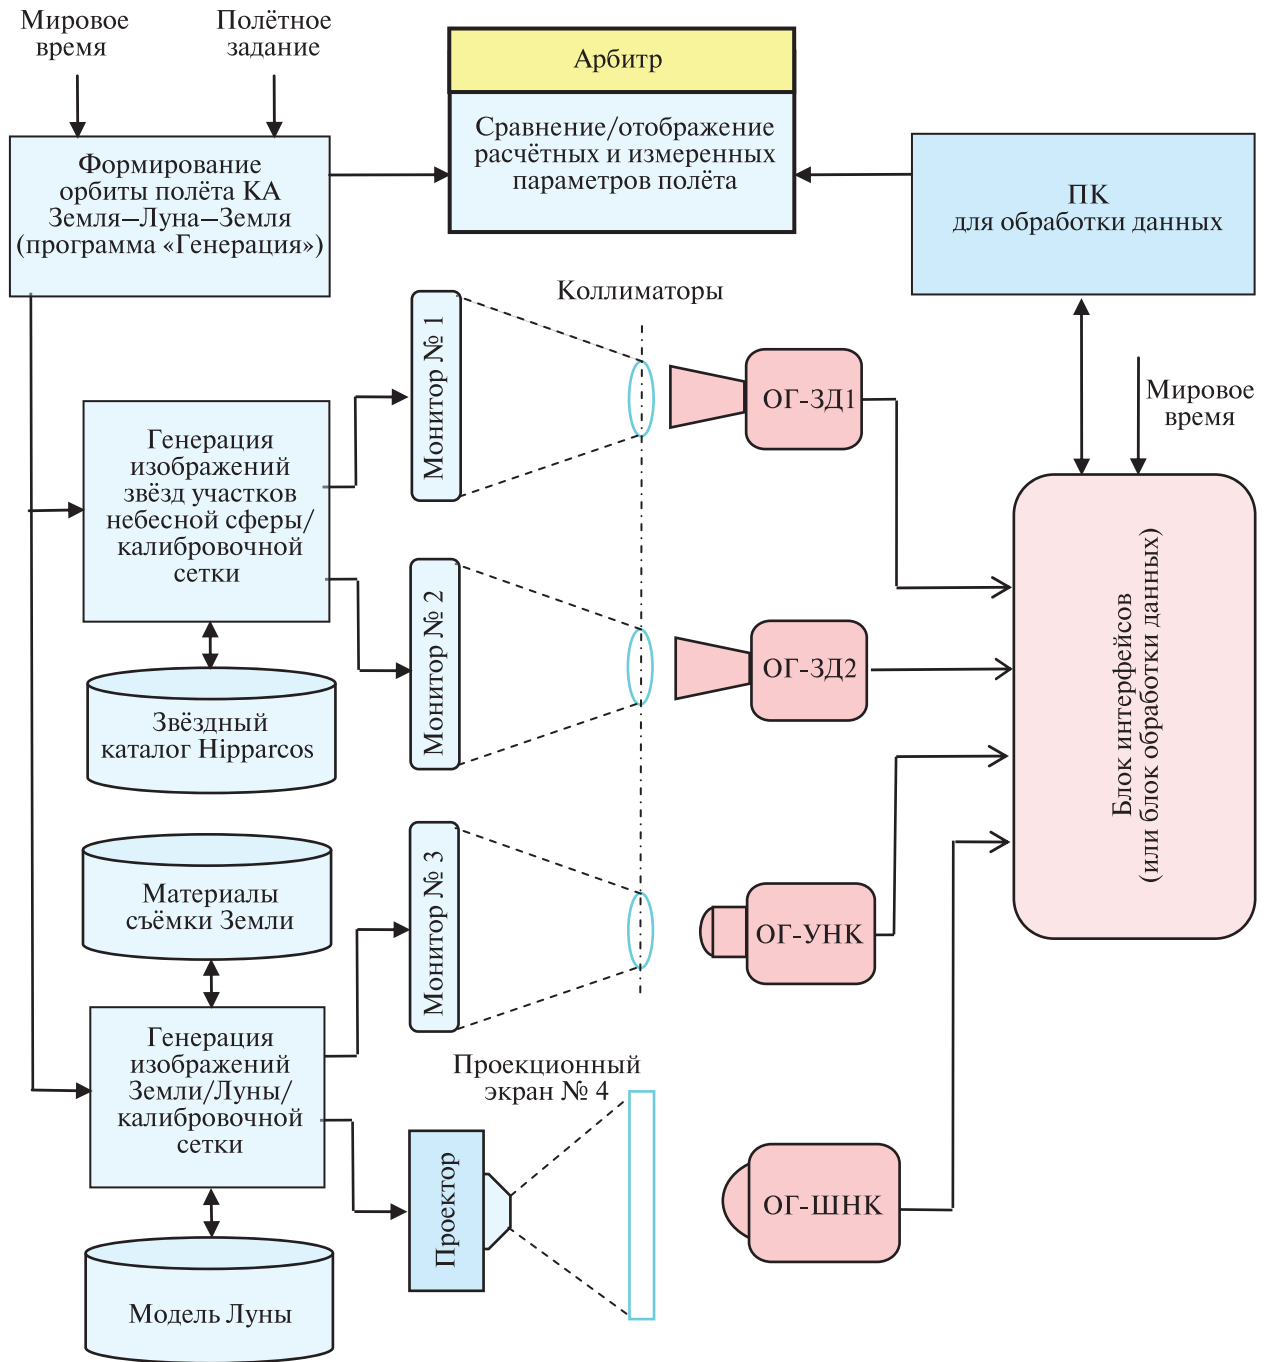 Мировое
время
Полётное
задание
Арбитр
Сравнение/отображение
расчётных и измеренных
параметров полёта
Формирование
орбиты полёта КА
Земля–Луна–Земля
(программа «Генерация»)
ПК
для обработки данных
Коллиматоры
Монитор № 1
ОГ-ЗД1
Мировое
время
Генерация
изображений
звёзд участков
небесной сферы/
калибровочной
сетки
Монитор № 2
ОГ-ЗД2
Блок интерфейсов
(или блок обработки данных)
Звёздный
каталог Hipparcos
Материалы
съёмки Земли
Монитор № 3
ОГ-УНК
Генерация
изображений
Земли/Луны/
калибровочной
сетки
Проекционный
экран № 4
Проектор
ОГ-ШНК
Модель Луны